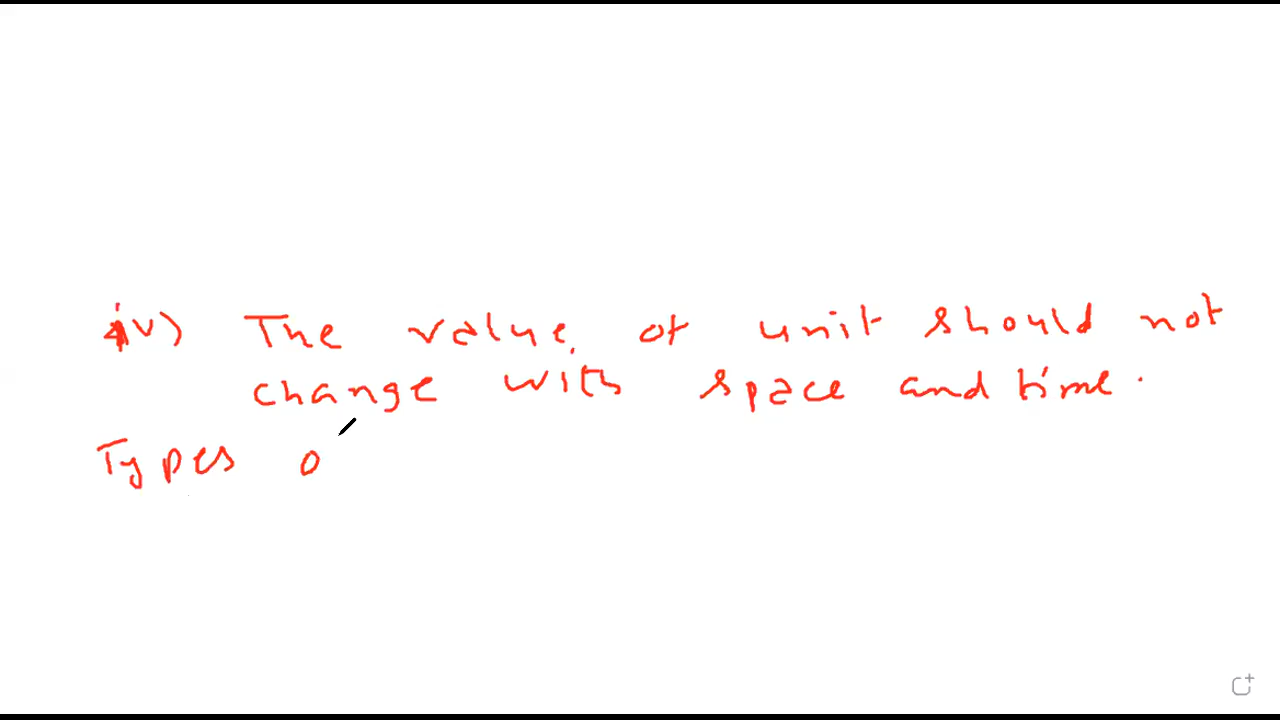 iv) The value of unit should not
change with space and time.
Types o